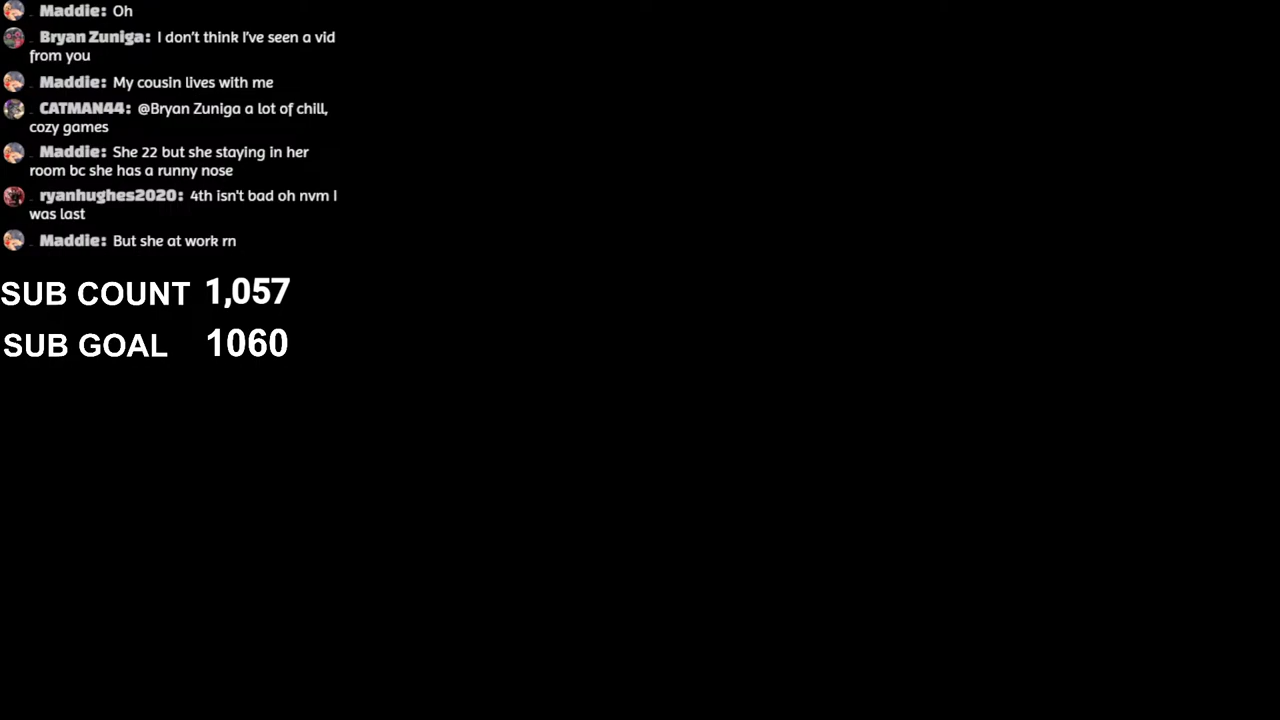 Maddie: Oh
Bryan Zuniga: I don't think I've seen a vid
from you
Maddie: My cousin lives with me
CATMAN44: @Bryan Zuniga a lot of chill,
cozy games
Maddie: She 22 but she staying in her
room bc she has a runny nose
ryanhughes2020: 4th isn't bad oh nvm I
was last
Maddie: But she at work rn
SUB COUNT 1,057
SUB GOAL 1060